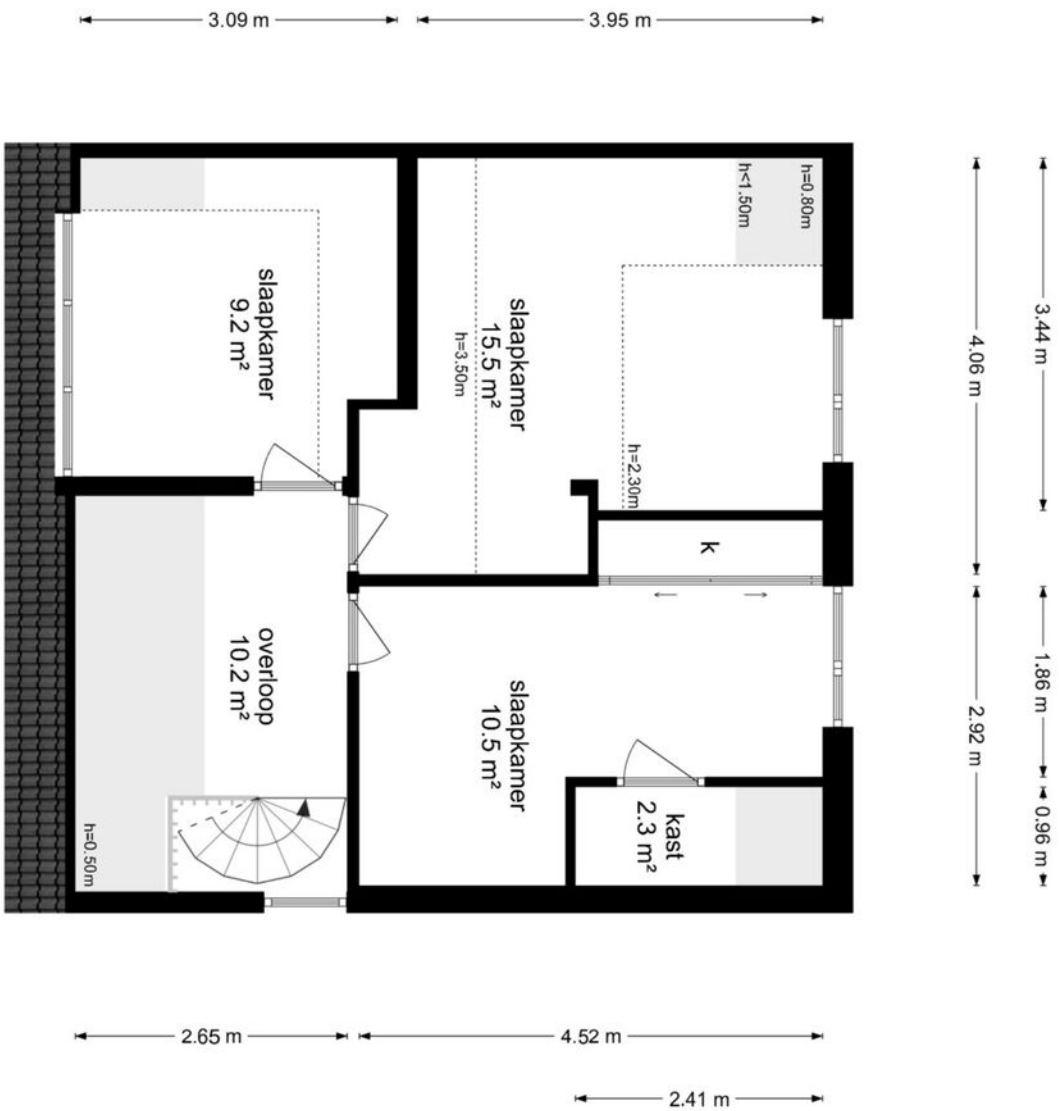 3.09 m
3.95 m
h<1.50m
h=0.80m
slaapkamer
9.2 m²
slaapkamer
15.5 m²
h=3.50m
h=2.30m
3.44 m
4.06 m
k
overloop
10.2 m²
slaapkamer
10.5 m²
kast
2.3 m²
1.86 m
2.92 m
0.96 m
h=0.50m
2.65 m
4.52 m
2.41 m